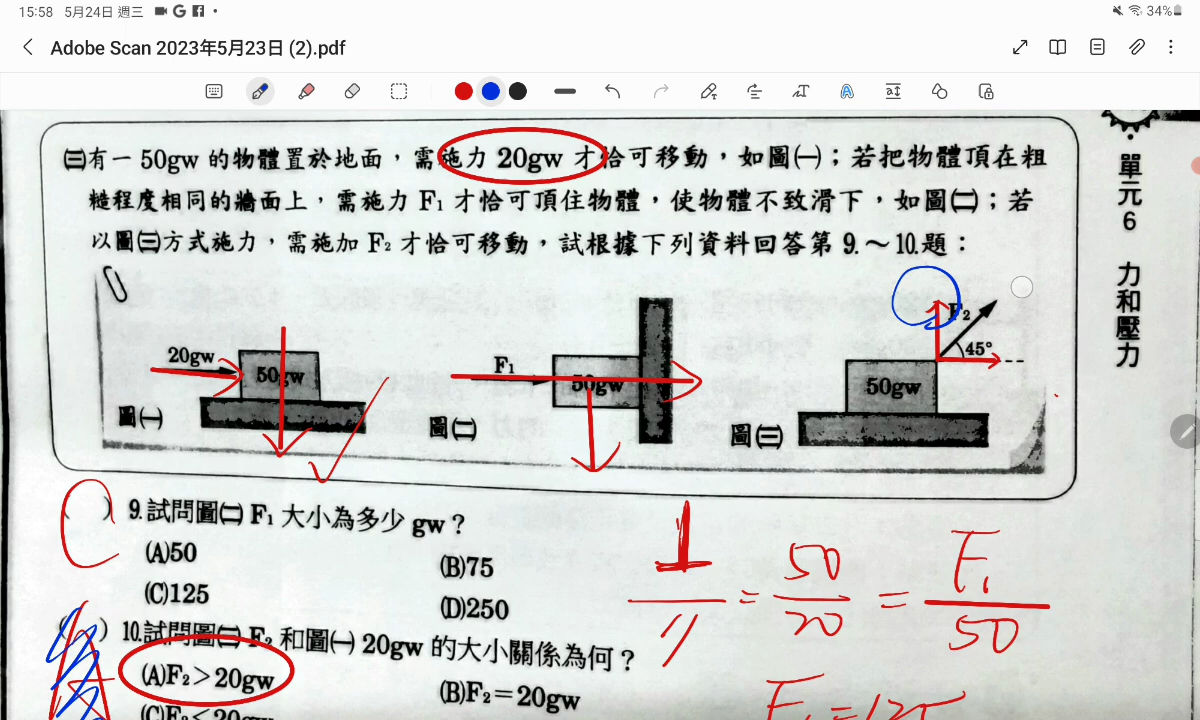 15:58 5月24日 週三 34%
Adobe Scan 2023年5月23日 (2).pdf
㈢有一 50gw 的物體置於地面，需施力 20gw 才恰可移動，如圖㈠；若把物體頂在粗
糙程度相同的牆面上，需施力 F₁ 才恰可頂住物體，使物體不致滑下，如圖㈡；若
以圖㈢方式施力，需施加 F₂ 才恰可移動，試根據下列資料回答第 9.～10.題：
單元6 力和壓力
20gw
50gw
圖㈠
F₁
50gw
圖㈡
F₂
45°
50gw
圖㈢
( C ) 9.試問圖㈡ F₁ 大小為多少 gw？
(A)50
(B)75
(C)125
(D)250
⊥ / // = 50 / 20 = F₁ / 50
F₁ = 125
( ) 10.試問圖㈢ F₂ 和圖㈠ 20gw 的大小關係為何？
(A)F₂＞20gw
(B)F₂＝20gw
(C)F₂＜20gw